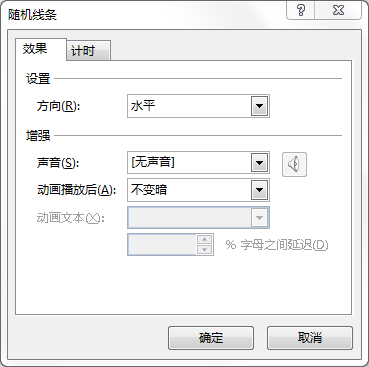 随机线条
效果 计时
设置
方向(R): 水平
增强
声音(S): [无声音]
动画播放后(A): 不变暗
动画文本(X):
% 字母之间延迟(D)
确定 取消